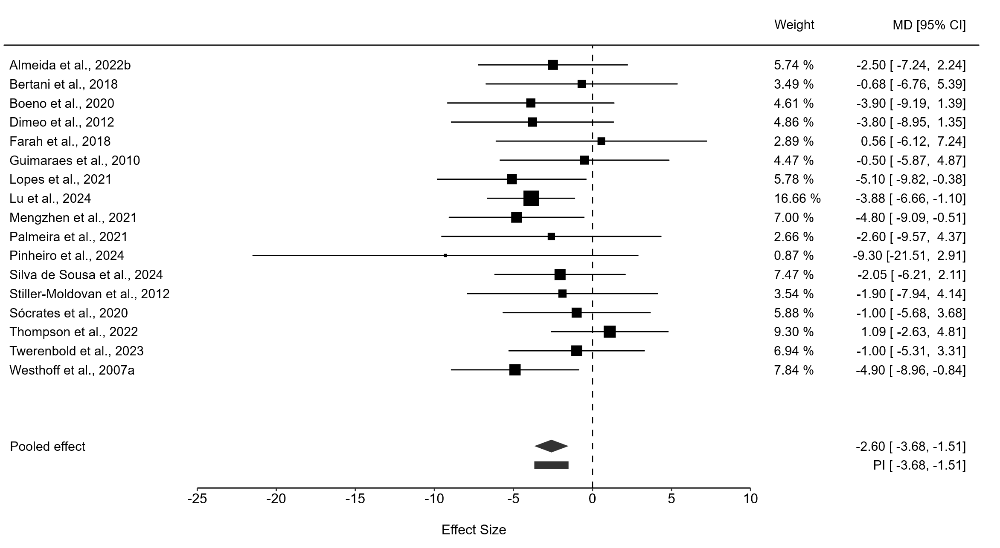 Weight MD [95% CI]
Almeida et al., 2022b 5.74 % -2.50 [ -7.24, 2.24]
Bertani et al., 2018 3.49 % -0.68 [ -6.76, 5.39]
Boeno et al., 2020 4.61 % -3.90 [ -9.19, 1.39]
Dimeo et al., 2012 4.86 % -3.80 [ -8.95, 1.35]
Farah et al., 2018 2.89 % 0.56 [ -6.12, 7.24]
Guimaraes et al., 2010 4.47 % -0.50 [ -5.87, 4.87]
Lopes et al., 2021 5.78 % -5.10 [ -9.82, -0.38]
Lu et al., 2024 16.66 % -3.88 [ -6.66, -1.10]
Mengzhen et al., 2021 7.00 % -4.80 [ -9.09, -0.51]
Palmeira et al., 2021 2.66 % -2.60 [ -9.57, 4.37]
Pinheiro et al., 2024 0.87 % -9.30 [-21.51, 2.91]
Silva de Sousa et al., 2024 7.47 % -2.05 [ -6.21, 2.11]
Stiller-Moldovan et al., 2012 3.54 % -1.90 [ -7.94, 4.14]
Sócrates et al., 2020 5.88 % -1.00 [ -5.68, 3.68]
Thompson et al., 2022 9.30 % 1.09 [ -2.63, 4.81]
Twerenbold et al., 2023 6.94 % -1.00 [ -5.31, 3.31]
Westhoff et al., 2007a 7.84 % -4.90 [ -8.96, -0.84]
Pooled effect -2.60 [ -3.68, -1.51]
PI [ -3.68, -1.51]
-25 -20 -15 -10 -5 0 5 10
Effect Size